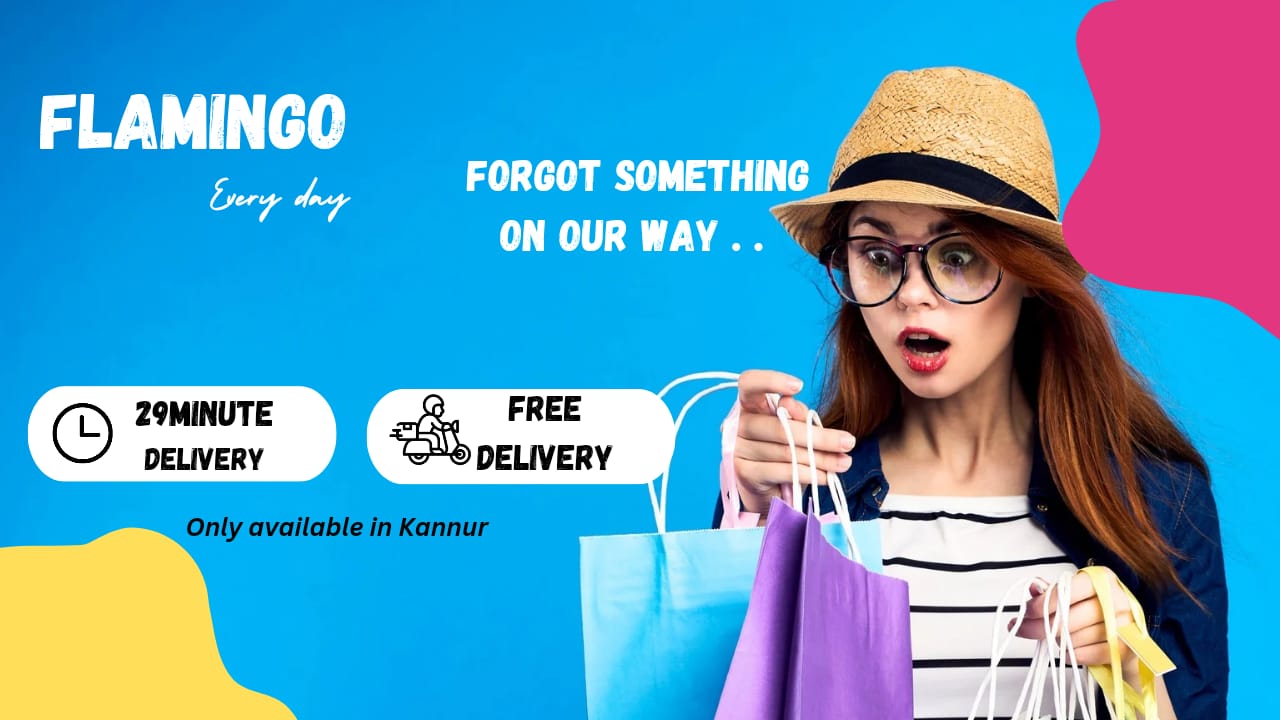 FLAMINGO
Every day
FORGOT SOMETHING
ON OUR WAY . .
29MINUTE
DELIVERY
FREE
DELIVERY
Only available in Kannur